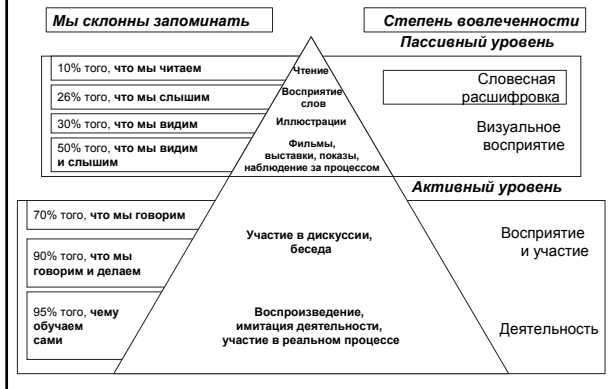 Мы склонны запоминать
Степень вовлеченности
Пассивный уровень
10% того, что мы читаем
26% того, что мы слышим
30% того, что мы видим
50% того, что мы видим
и слышим
Чтение
Восприятие
слов
Иллюстрации
Фильмы,
выставки, показы,
наблюдение за процессом
Словесная
расшифровка
Визуальное
восприятие
Активный уровень
70% того, что мы говорим
90% того, что мы
говорим и делаем
95% того, чему
обучаем
сами
Участие в дискуссии,
беседа
Воспроизведение,
имитация деятельности,
участие в реальном процессе
Восприятие
и участие
Деятельность